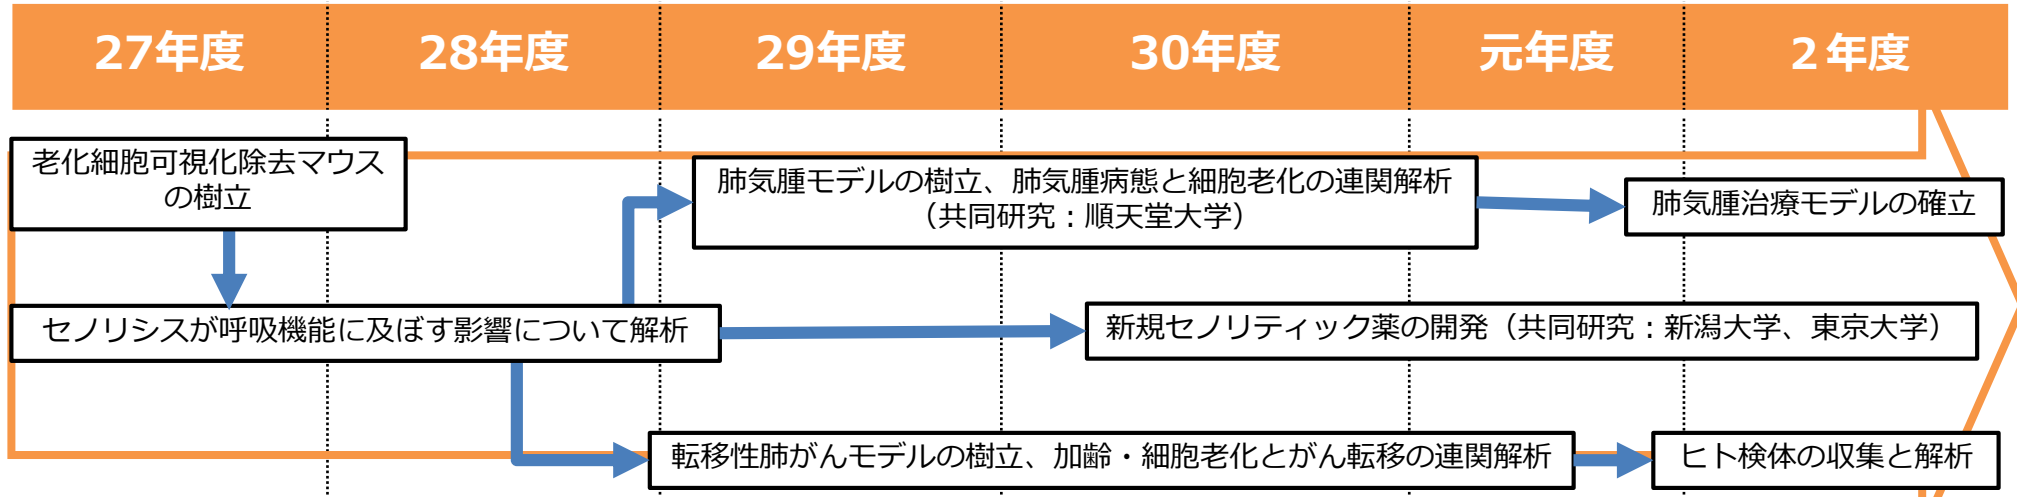 27年度
28年度
29年度
30年度
元年度
２年度
老化細胞可視化除去マウス
の樹立
肺気腫モデルの樹立、肺気腫病態と細胞老化の連関解析
（共同研究：順天堂大学）
肺気腫治療モデルの確立
セノリシスが呼吸機能に及ぼす影響について解析
新規セノリティック薬の開発（共同研究：新潟大学、東京大学）
転移性肺がんモデルの樹立、加齢・細胞老化とがん転移の連関解析
ヒト検体の収集と解析